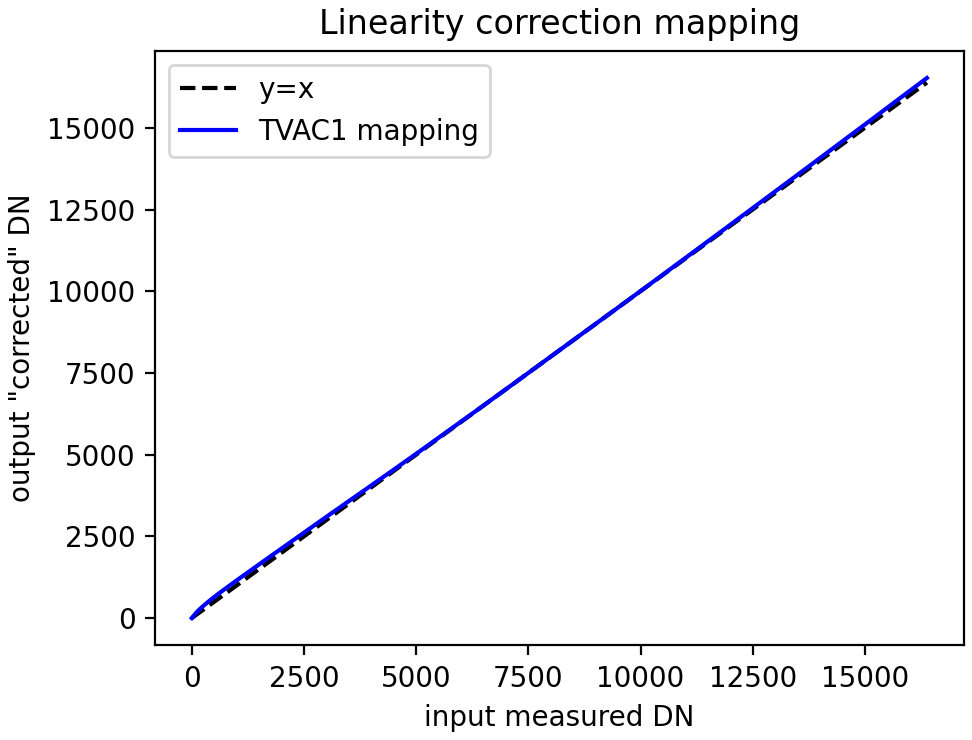 Linearity correction mapping
y=x
TVAC1 mapping
output "corrected" DN
15000
12500
10000
7500
5000
2500
0
0 2500 5000 7500 10000 12500 15000
input measured DN